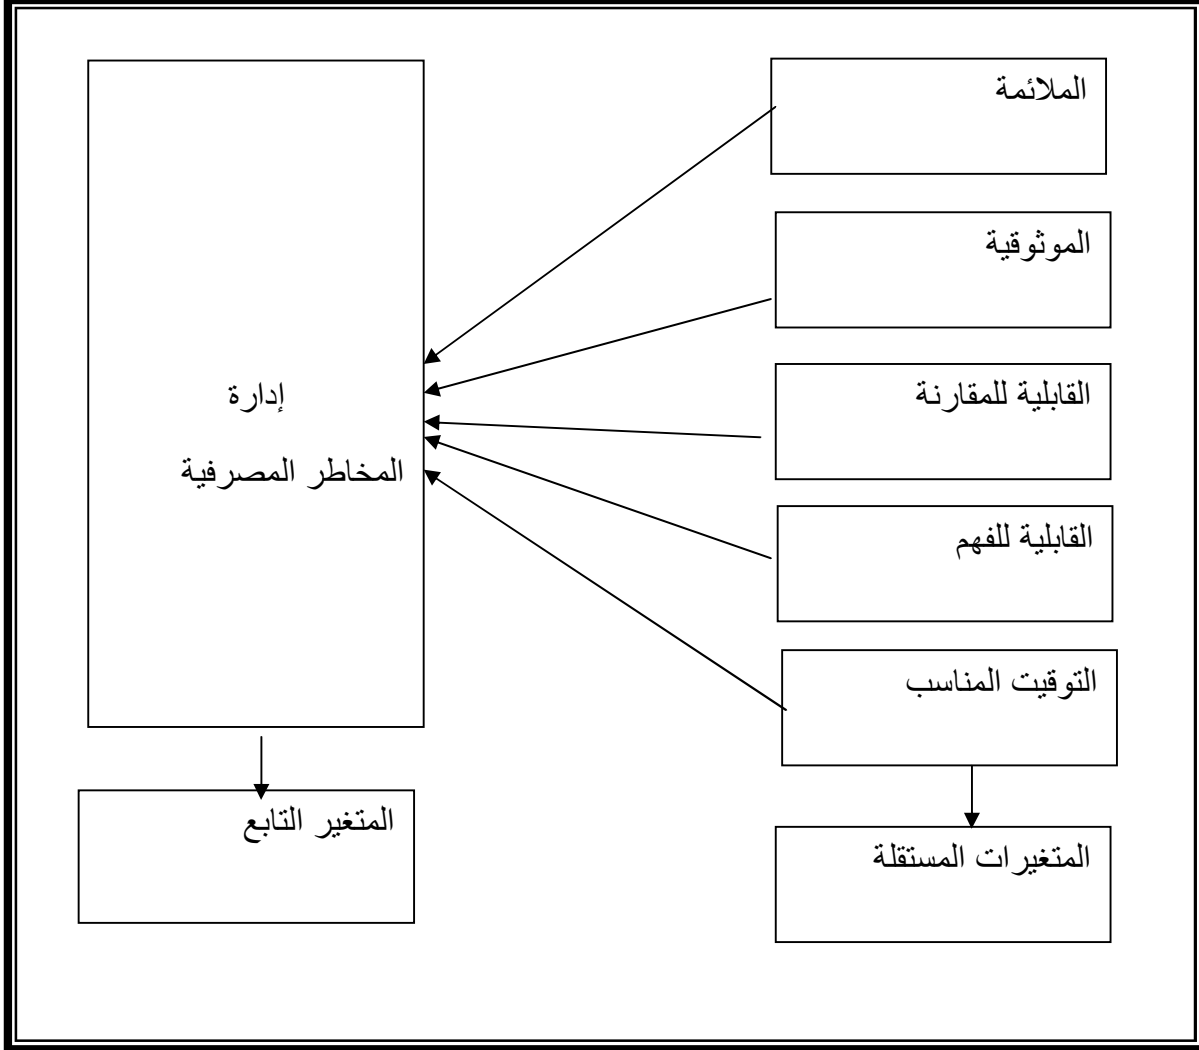 الملائمة
الموثوقية
القابلية للمقارنة
القابلية للفهم
التوقيت المناسب
المتغيرات المستقلة
إدارة
المخاطر المصرفية
المتغير التابع